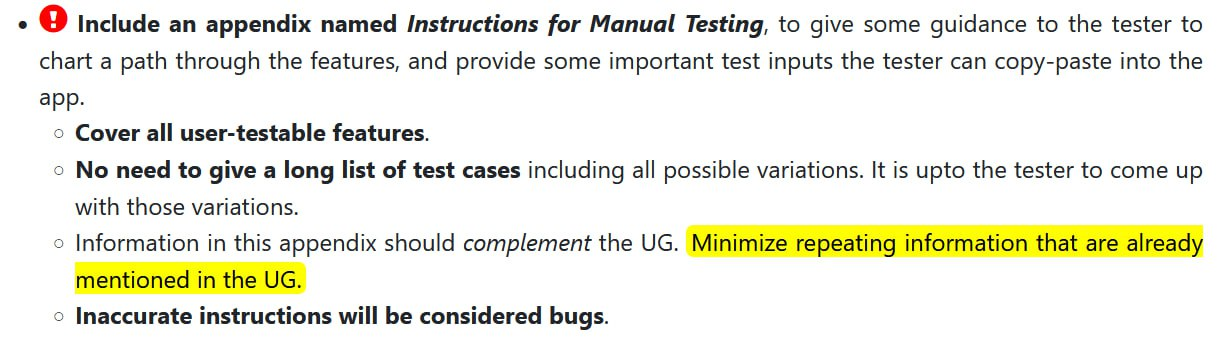 • ! Include an appendix named Instructions for Manual Testing, to give some guidance to the tester to
chart a path through the features, and provide some important test inputs the tester can copy-paste into the
app.
○ Cover all user-testable features.
○ No need to give a long list of test cases including all possible variations. It is upto the tester to come up
with those variations.
○ Information in this appendix should complement the UG. Minimize repeating information that are already
mentioned in the UG.
○ Inaccurate instructions will be considered bugs.